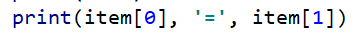 print(item[0], '=', item[1])